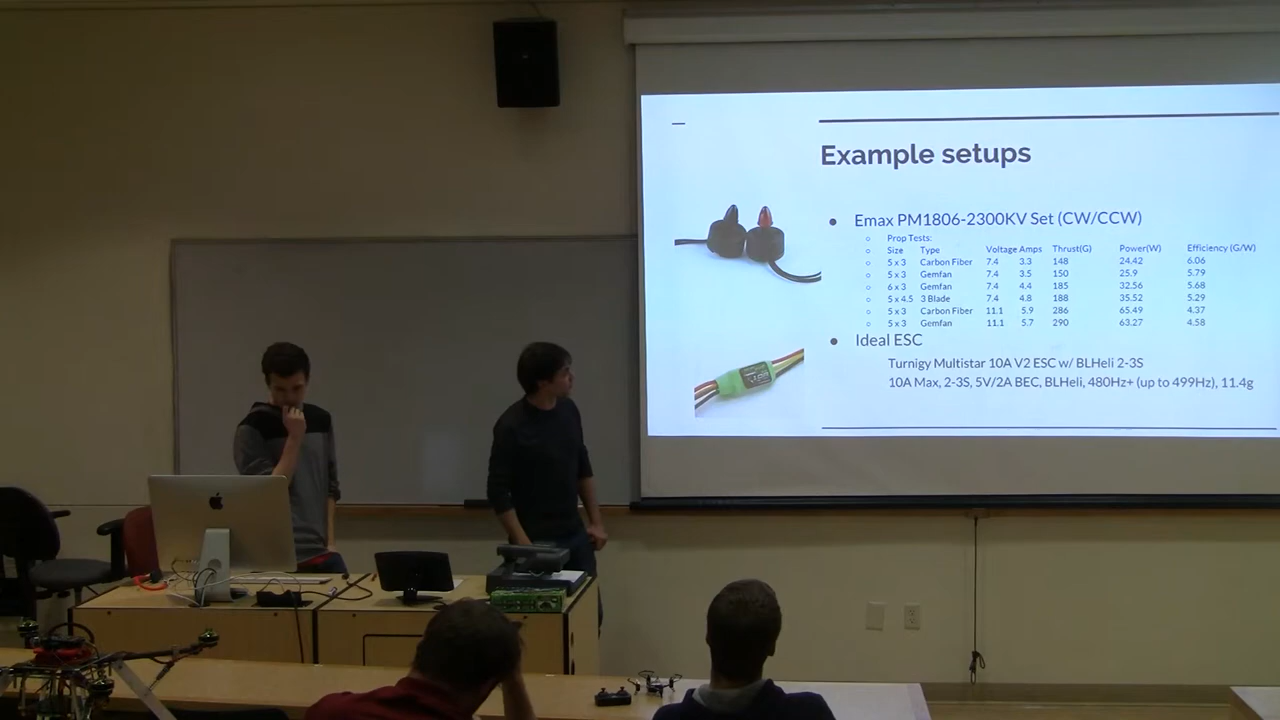 Example setups
Emax PM1806-2300KV Set (CW/CCW)
Prop Tests:
Size Type Voltage Amps Thrust(G) Power(W) Efficiency (G/W)
5 x 3 Carbon Fiber 7.4 3.3 148 24.42 6.06
5 x 3 Gemfan 7.4 3.5 150 25.9 5.79
6 x 3 Gemfan 7.4 4.4 185 32.56 5.68
5 x 4.5 3 Blade 7.4 4.8 188 35.52 5.29
5 x 3 Carbon Fiber 11.1 5.9 286 65.49 4.37
5 x 3 Gemfan 11.1 5.7 290 63.27 4.58
Ideal ESC
Turnigy Multistar 10A V2 ESC w/ BLHeli 2-3S
10A Max, 2-3S, 5V/2A BEC, BLHeli, 480Hz+ (up to 499Hz), 11.4g